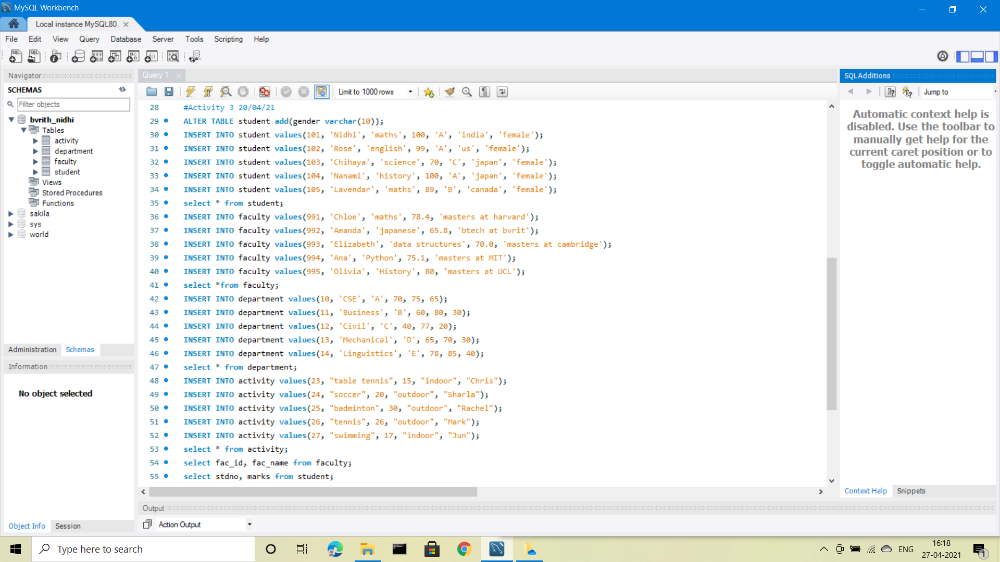 MySQL Workbench
Local instance MySQL80
File Edit View Query Database Server Tools Scripting Help
Navigator
SCHEMAS
Filter objects
bvrith_nidhi
Tables
activity
department
faculty
student
Views
Stored Procedures
Functions
sakila
sys
world
Administration Schemas
Information
No object selected
Object Info Session
Query 1
Limit to 1000 rows
28 #Activity 3 20/04/21
29 ALTER TABLE student add(gender varchar(10));
30 INSERT INTO student values(101, 'Nidhi', 'maths', 100, 'A', 'india', 'female');
31 INSERT INTO student values(102, 'Rose', 'english', 99, 'A', 'us', 'female');
32 INSERT INTO student values(103, 'Chihaya', 'science', 70, 'C', 'japan', 'female');
33 INSERT INTO student values(104, 'Nanami', 'history', 100, 'A', 'japan', 'female');
34 INSERT INTO student values(105, 'Lavendar', 'maths', 89, 'B', 'canada', 'female');
35 select * from student;
36 INSERT INTO faculty values(991, 'Chloe', 'maths', 78.4, 'masters at harvard');
37 INSERT INTO faculty values(992, 'Amanda', 'japanese', 65.8, 'btech at bvrit');
38 INSERT INTO faculty values(993, 'Elizabeth', 'data structures', 70.0, 'masters at cambridge');
39 INSERT INTO faculty values(994, 'Ana', 'Python', 75.1, 'masters at MIT');
40 INSERT INTO faculty values(995, 'Olivia', 'History', 80, 'masters at UCL');
41 select *from faculty;
42 INSERT INTO department values(10, 'CSE', 'A', 70, 75, 65);
43 INSERT INTO department values(11, 'Business', 'B', 60, 80, 30);
44 INSERT INTO department values(12, 'Civil', 'C', 40, 77, 20);
45 INSERT INTO department values(13, 'Mechanical', 'D', 65, 70, 30);
46 INSERT INTO department values(14, 'Linguistics', 'E', 78, 85, 40);
47 select * from department;
48 INSERT INTO activity values(23, "table tennis", 15, "indoor", "Chris");
49 INSERT INTO activity values(24, "soccer", 20, "outdoor", "Sharla");
50 INSERT INTO activity values(25, "badminton", 30, "outdoor", "Rachel");
51 INSERT INTO activity values(26, "tennis", 26, "outdoor", "Mark");
52 INSERT INTO activity values(27, "swimming", 17, "indoor", "Jun");
53 select * from activity;
54 select fac_id, fac_name from faculty;
55 select stdno, marks from student;
Output
Action Output
SQLAdditions
Jump to
Automatic context help is
disabled. Use the toolbar to
manually get help for the
current caret position or to
toggle automatic help.
Context Help Snippets
Type here to search
ENG
16:18
27-04-2021
1